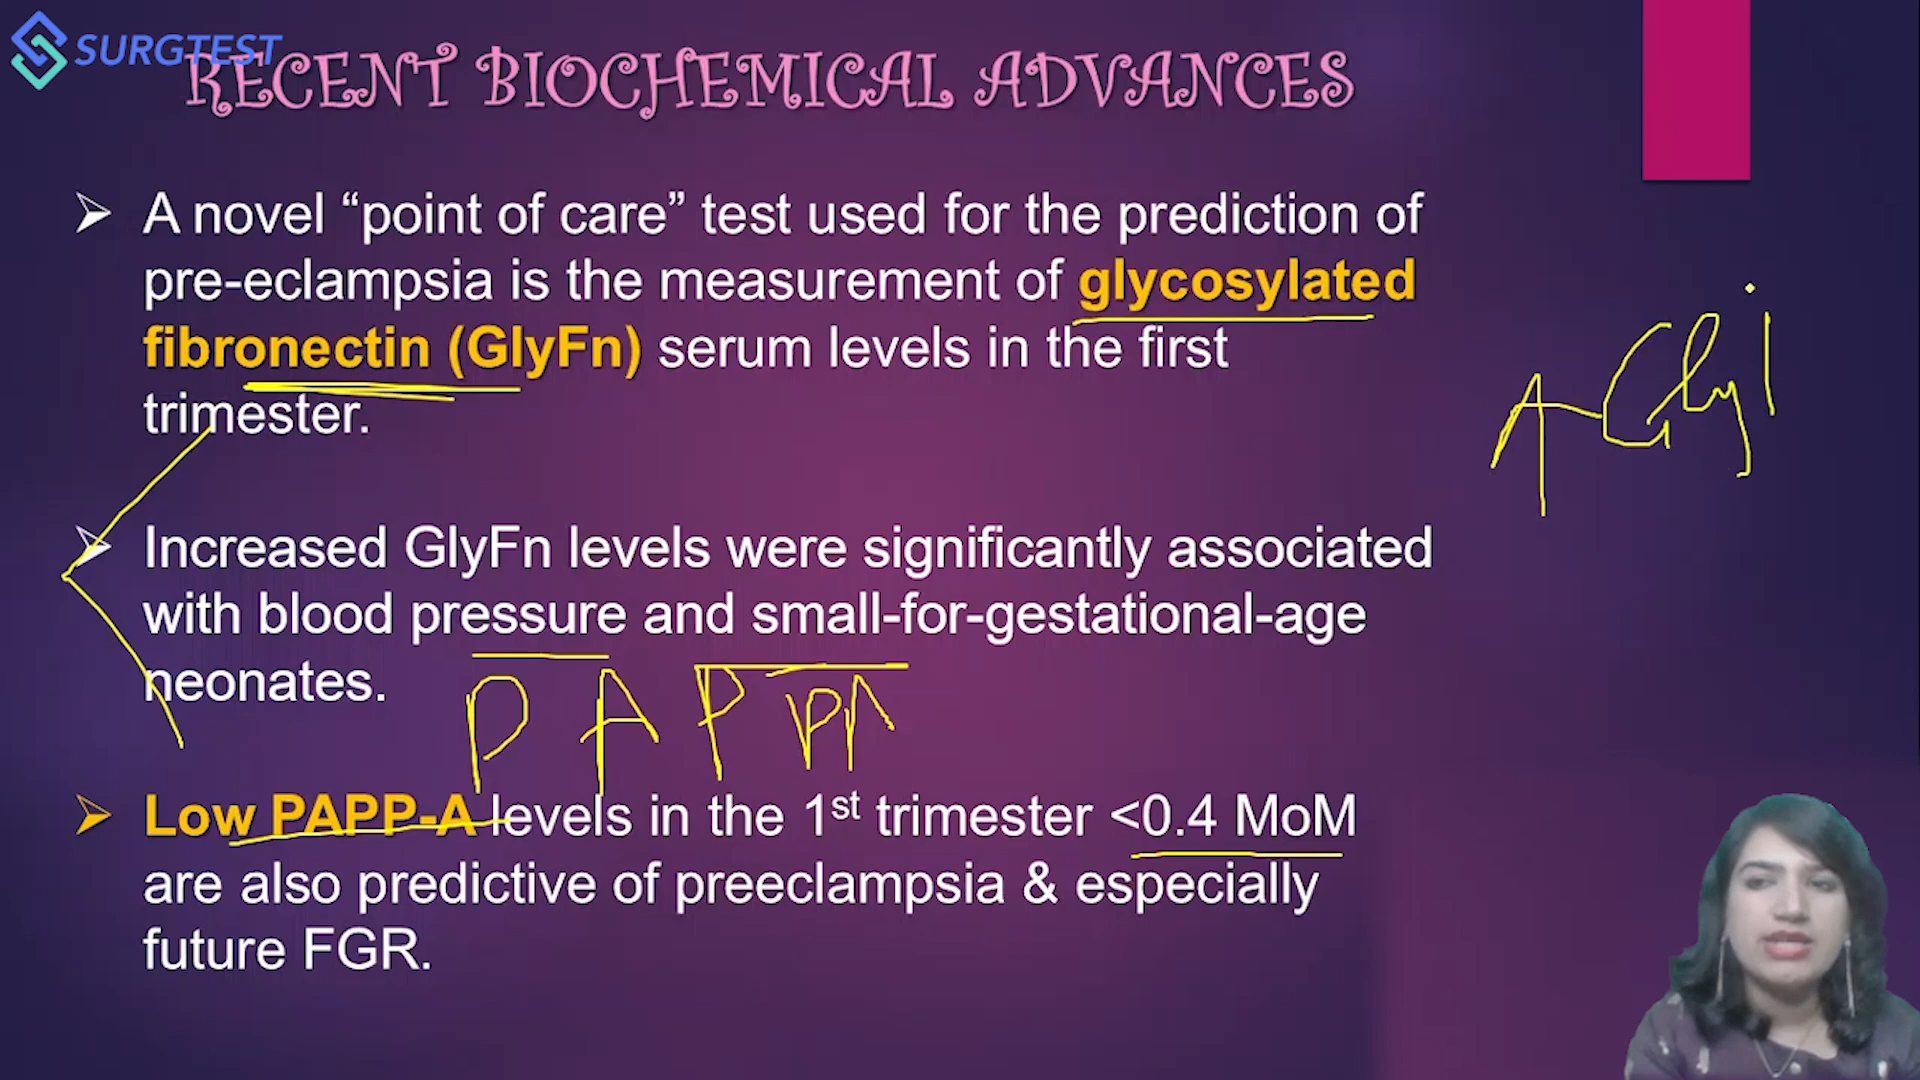 SURGTEST
RECENT BIOCHEMICAL ADVANCES
A novel “point of care” test used for the prediction of
pre-eclampsia is the measurement of glycosylated
fibronectin (GlyFn) serum levels in the first
trimester.
Increased GlyFn levels were significantly associated
with blood pressure and small-for-gestational-age
neonates.
PAPP-A
Low PAPP-A levels in the 1st trimester <0.4 MoM
are also predictive of preeclampsia & especially
future FGR.